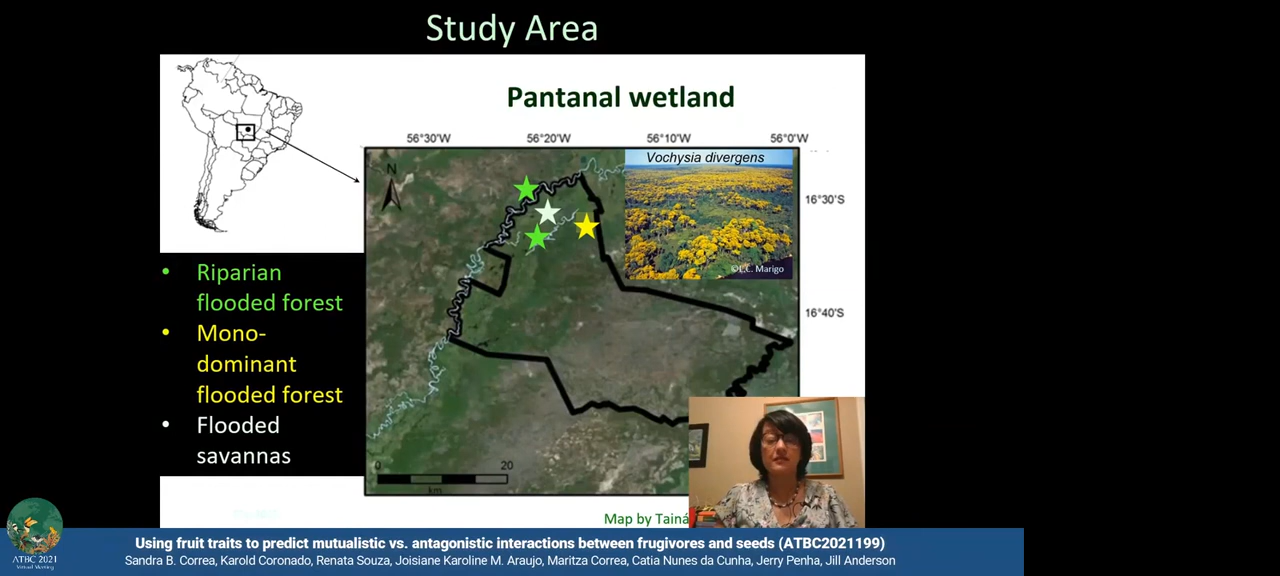 Study Area
Pantanal wetland
56°30'W
56°20'W
56°10'W
56°0'W
N
Vochysia divergens
16°30'S
©L.C. Marigo
16°40'S
• Riparian
flooded forest
• Mono-
dominant
flooded forest
• Flooded
savannas
0
20
km
Map by Tainá
ATBC 2021
Virtual Meeting
Using fruit traits to predict mutualistic vs. antagonistic interactions between frugivores and seeds (ATBC2021199)
Sandra B. Correa, Karold Coronado, Renata Souza, Joisiane Karoline M. Araujo, Maritza Correa, Catia Nunes da Cunha, Jerry Penha, Jill Anderson